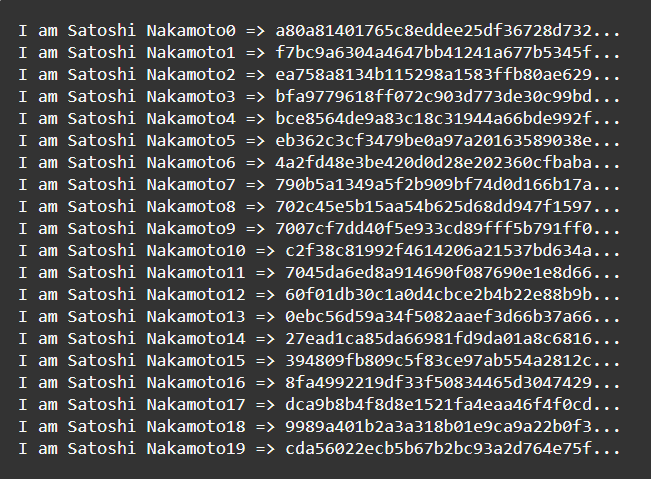 I am Satoshi Nakamoto0 => a80a81401765c8eddee25df36728d732...
I am Satoshi Nakamoto1 => f7bc9a6304a4647bb41241a677b5345f...
I am Satoshi Nakamoto2 => ea758a8134b115298a1583ffb80ae629...
I am Satoshi Nakamoto3 => bfa9779618ff072c903d773de30c99bd...
I am Satoshi Nakamoto4 => bce8564de9a83c18c31944a66bde992f...
I am Satoshi Nakamoto5 => eb362c3cf3479be0a97a20163589038e...
I am Satoshi Nakamoto6 => 4a2fd48e3be420d0d28e202360cfbaba...
I am Satoshi Nakamoto7 => 790b5a1349a5f2b909bf74d0d166b17a...
I am Satoshi Nakamoto8 => 702c45e5b15aa54b625d68dd947f1597...
I am Satoshi Nakamoto9 => 7007cf7dd40f5e933cd89fff5b791ff0...
I am Satoshi Nakamoto10 => c2f38c81992f4614206a21537bd634a...
I am Satoshi Nakamoto11 => 7045da6ed8a914690f087690e1e8d66...
I am Satoshi Nakamoto12 => 60f01db30c1a0d4cbce2b4b22e88b9b...
I am Satoshi Nakamoto13 => 0ebc56d59a34f5082aaef3d66b37a66...
I am Satoshi Nakamoto14 => 27ead1ca85da66981fd9da01a8c6816...
I am Satoshi Nakamoto15 => 394809fb809c5f83ce97ab554a2812c...
I am Satoshi Nakamoto16 => 8fa4992219df33f50834465d3047429...
I am Satoshi Nakamoto17 => dca9b8b4f8d8e1521fa4eaa46f4f0cd...
I am Satoshi Nakamoto18 => 9989a401b2a3a318b01e9ca9a22b0f3...
I am Satoshi Nakamoto19 => cda56022ecb5b67b2bc93a2d764e75f...